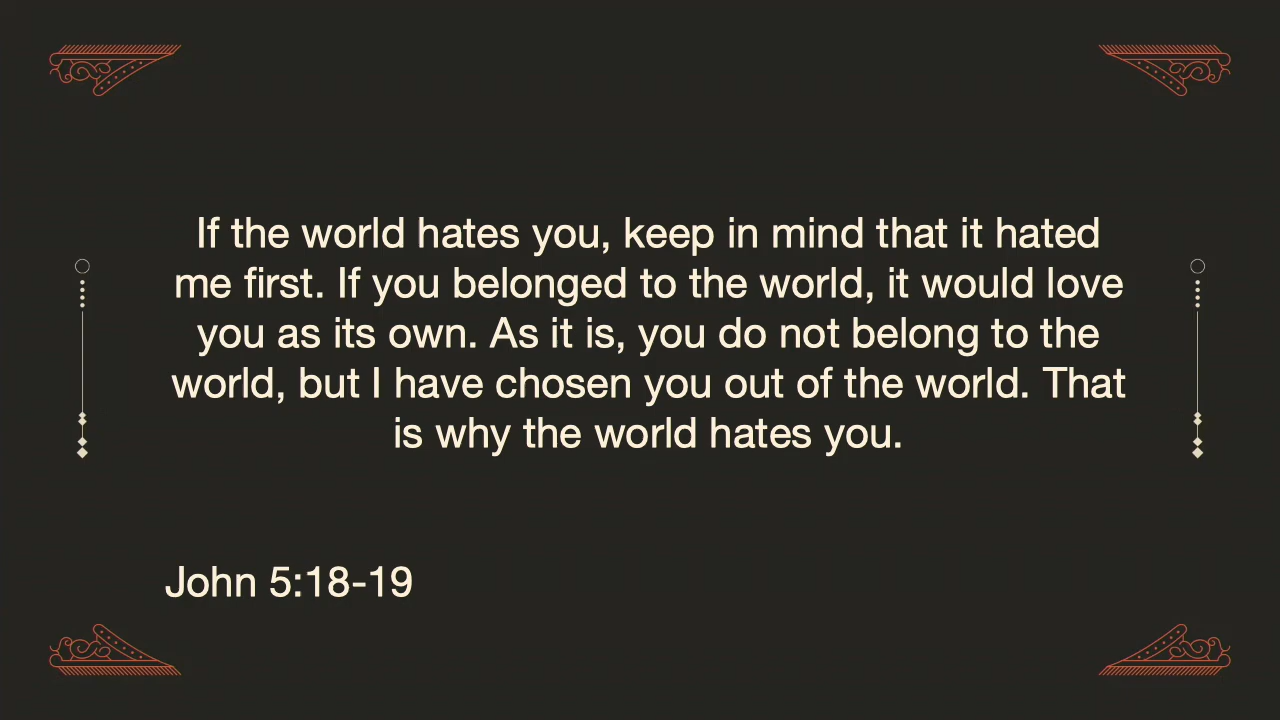 If the world hates you, keep in mind that it hated
me first. If you belonged to the world, it would love
you as its own. As it is, you do not belong to the
world, but I have chosen you out of the world. That
is why the world hates you.
John 5:18-19